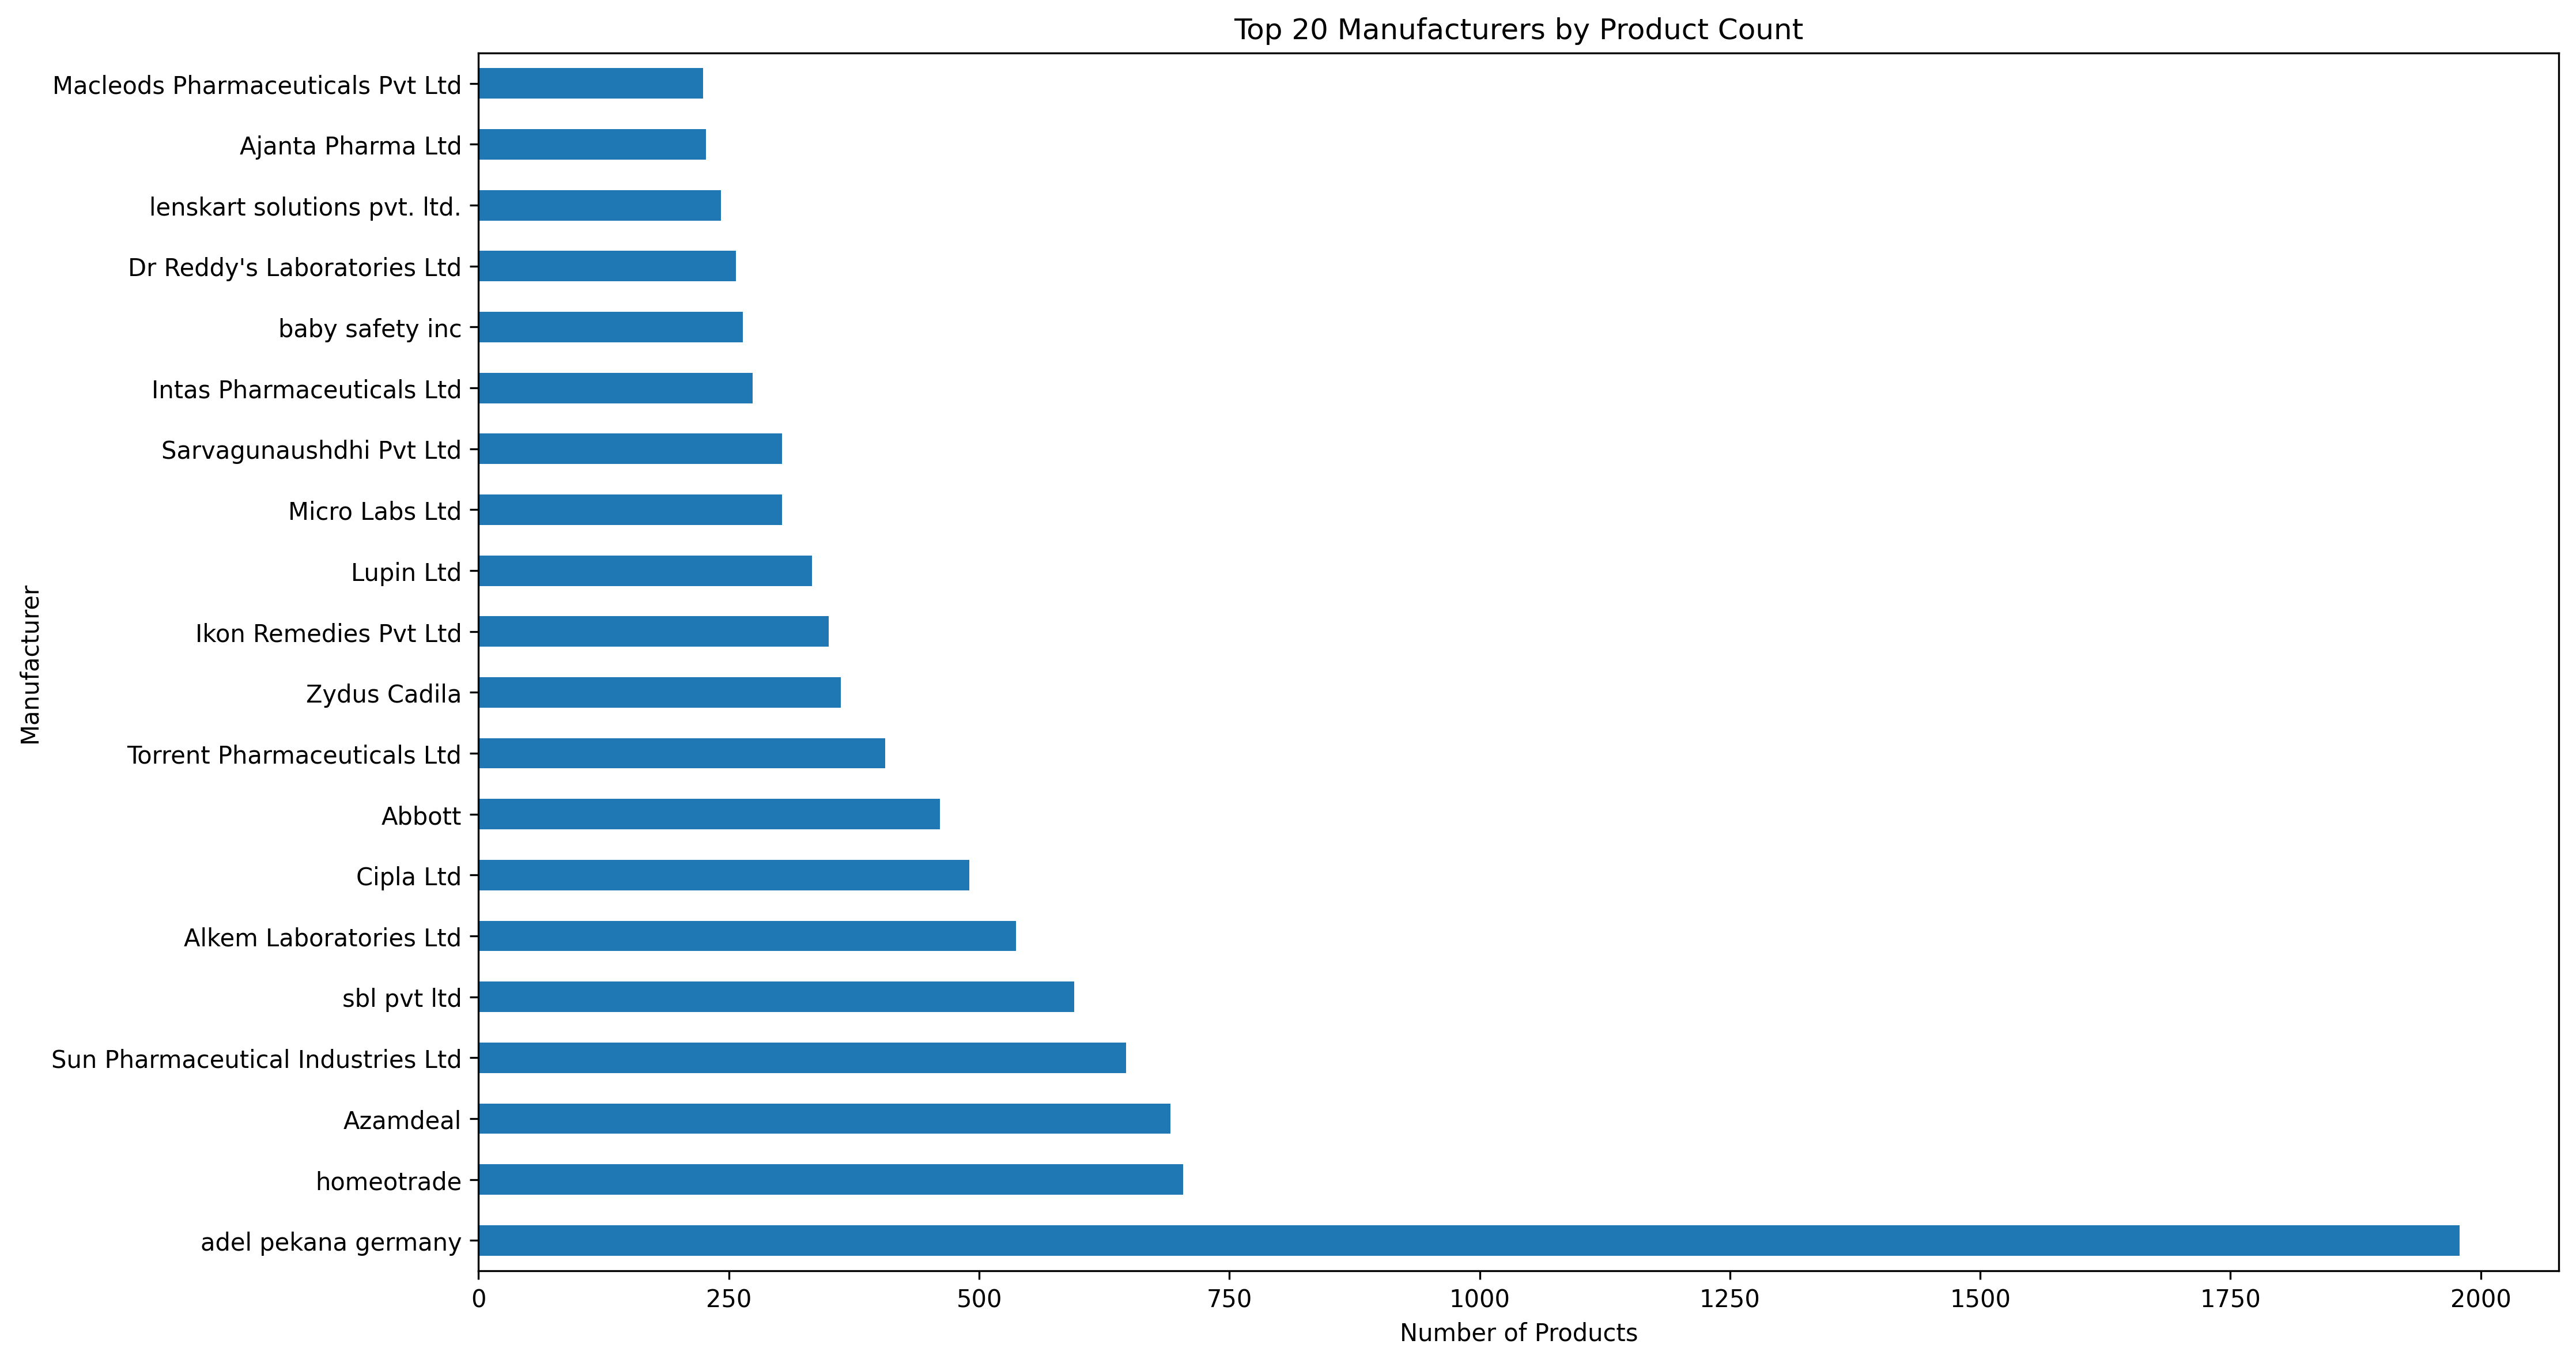 Top 20 Manufacturers by Product Count
Macleods Pharmaceuticals Pvt Ltd
Ajanta Pharma Ltd
lenskart solutions pvt. ltd.
Dr Reddy's Laboratories Ltd
baby safety inc
Intas Pharmaceuticals Ltd
Sarvagunaushdhi Pvt Ltd
Micro Labs Ltd
Lupin Ltd
Ikon Remedies Pvt Ltd
Zydus Cadila
Torrent Pharmaceuticals Ltd
Abbott
Cipla Ltd
Alkem Laboratories Ltd
sbl pvt ltd
Sun Pharmaceutical Industries Ltd
Azamdeal
homeotrade
adel pekana germany
Manufacturer
0 250 500 750 1000 1250 1500 1750 2000
Number of Products